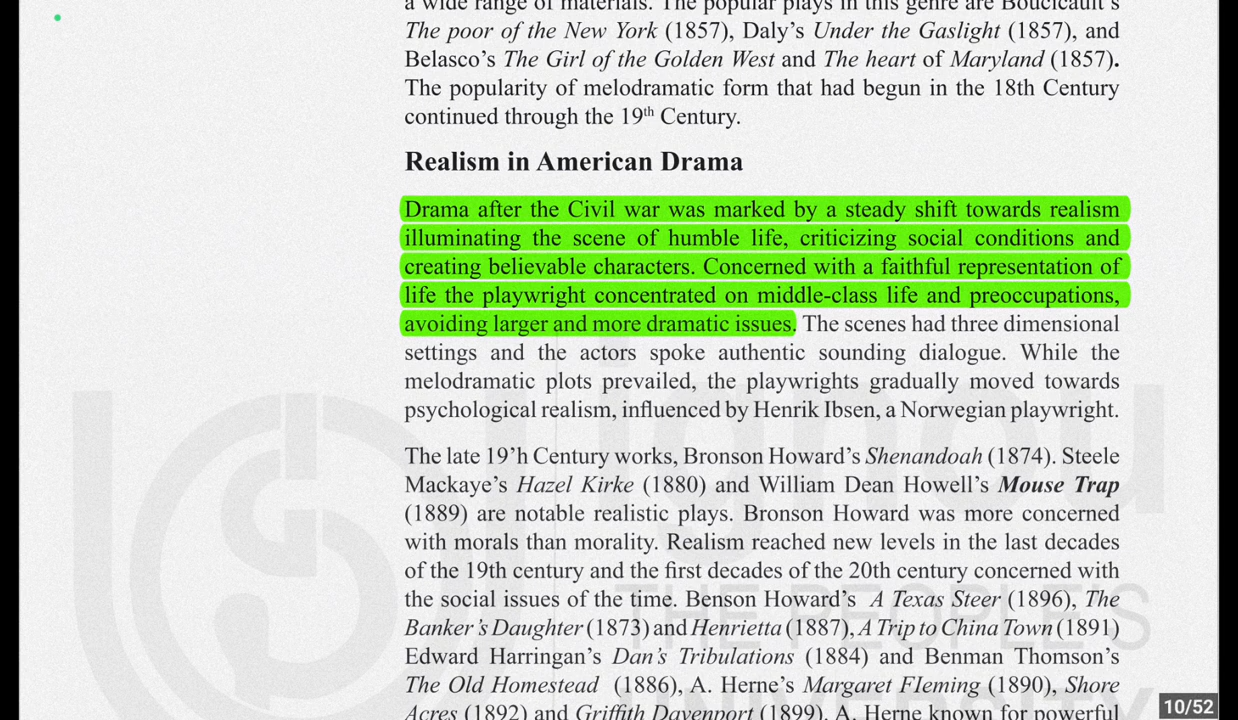 a wide range of materials. The popular plays in this genre are Boucicault's
The poor of the New York (1857), Daly's Under the Gaslight (1857), and
Belasco's The Girl of the Golden West and The heart of Maryland (1857).
The popularity of melodramatic form that had begun in the 18th Century
continued through the 19th Century.
Realism in American Drama
Drama after the Civil war was marked by a steady shift towards realism
illuminating the scene of humble life, criticizing social conditions and
creating believable characters. Concerned with a faithful representation of
life the playwright concentrated on middle-class life and preoccupations,
avoiding larger and more dramatic issues. The scenes had three dimensional
settings and the actors spoke authentic sounding dialogue. While the
melodramatic plots prevailed, the playwrights gradually moved towards
psychological realism, influenced by Henrik Ibsen, a Norwegian playwright.
The late 19'h Century works, Bronson Howard's Shenandoah (1874). Steele
Mackaye's Hazel Kirke (1880) and William Dean Howell's Mouse Trap
(1889) are notable realistic plays. Bronson Howard was more concerned
with morals than morality. Realism reached new levels in the last decades
of the 19th century and the first decades of the 20th century concerned with
the social issues of the time. Benson Howard's A Texas Steer (1896), The
Banker's Daughter (1873) and Henrietta (1887), A Trip to China Town (1891)
Edward Harringan's Dan's Tribulations (1884) and Benman Thomson's
The Old Homestead (1886), A. Herne's Margaret FIeming (1890), Shore
Acres (1892) and Griffith Davenport (1899). A. Herne known for powerful
ignou
THE PEOPLE'S
UNIVERSITY
10/52